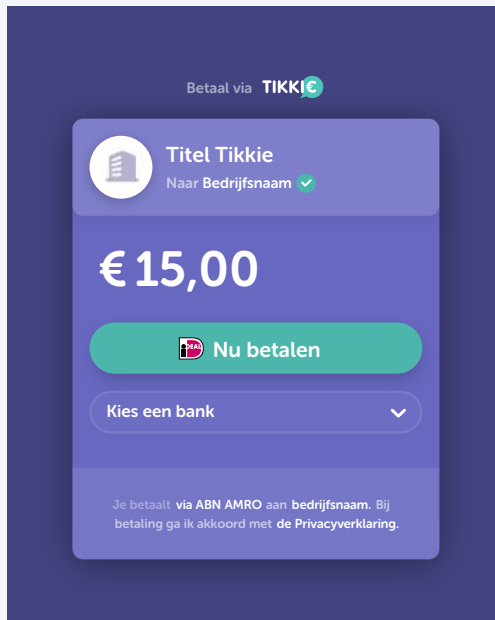 Betaal via TIKKI€
Titel Tikkie
Naar Bedrijfsnaam
€ 15,00
iDEAL Nu betalen
Kies een bank
Je betaalt via ABN AMRO aan bedrijfsnaam. Bij
betaling ga ik akkoord met de Privacyverklaring.